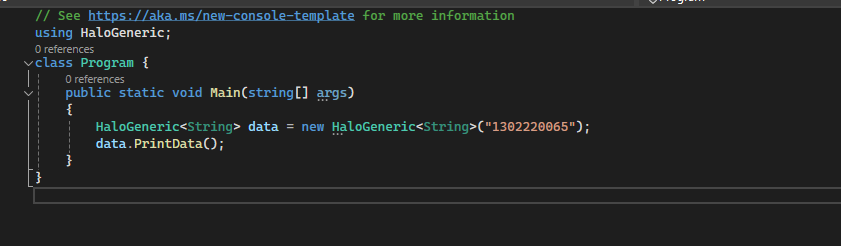 // See https://aka.ms/new-console-template for more information
using HaloGeneric;
0 references
class Program {
0 references
public static void Main(string[] args)
{
HaloGeneric<String> data = new HaloGeneric<String>("1302220065");
data.PrintData();
}
}